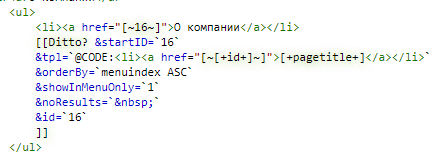 <ul>
<li><a href="[~16~]">О компании</a></li>
[[Ditto? &startID=`16`
&tpl=`@CODE:<li><a href="[~[+id+]~]">[+pagetitle+]</a></li>`
&orderBy=`menuindex ASC`
&showInMenuOnly=`1`
&noResults=`&nbsp;`
&id=`16`
]]
</ul>